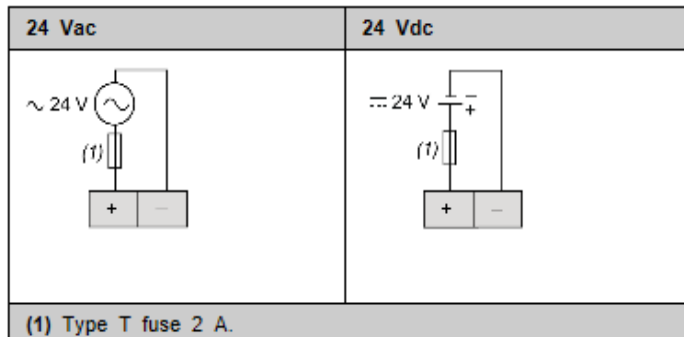 24 Vac
24 Vdc
∼ 24 V
(1)
+ −
⎓ 24 V
−
+
(1)
+ −
(1) Type T fuse 2 A.